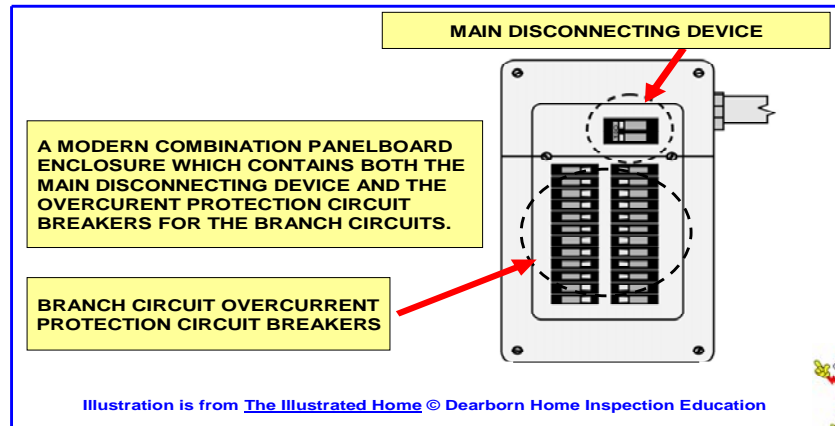 MAIN DISCONNECTING DEVICE
A MODERN COMBINATION PANELBOARD
ENCLOSURE WHICH CONTAINS BOTH THE
MAIN DISCONNECTING DEVICE AND THE
OVERCURENT PROTECTION CIRCUIT
BREAKERS FOR THE BRANCH CIRCUITS.
BRANCH CIRCUIT OVERCURRENT
PROTECTION CIRCUIT BREAKERS
Illustration is from The Illustrated Home © Dearborn Home Inspection Education